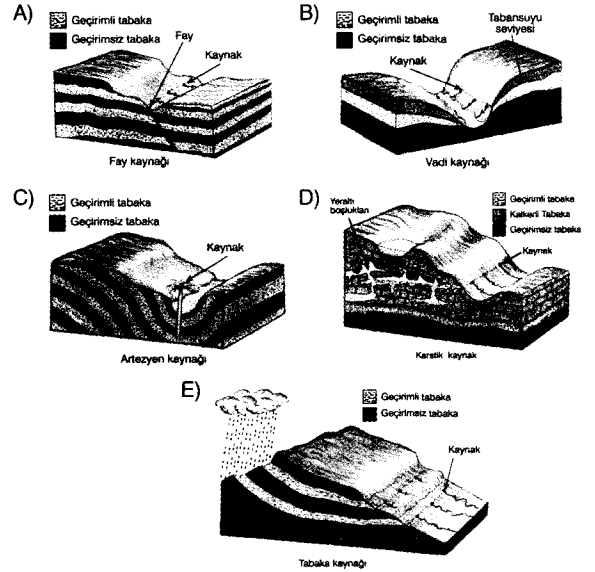 A)
Geçirimli tabaka
Geçirimsiz tabaka
Fay
Kaynak
Fay kaynağı
B)
Geçirimli tabaka
Geçirimsiz tabaka
Tabansuyu
seviyesi
Kaynak
Vadi kaynağı
C)
Geçirimli tabaka
Geçirimsiz tabaka
Kaynak
Artezyen kaynağı
D)
Yeraltı
boşlukları
Geçirimli tabaka
Kalkerli Tabaka
Geçirimsiz tabaka
Kaynak
Karstik kaynak
E)
Geçirimli tabaka
Geçirimsiz tabaka
Kaynak
Tabaka kaynağı